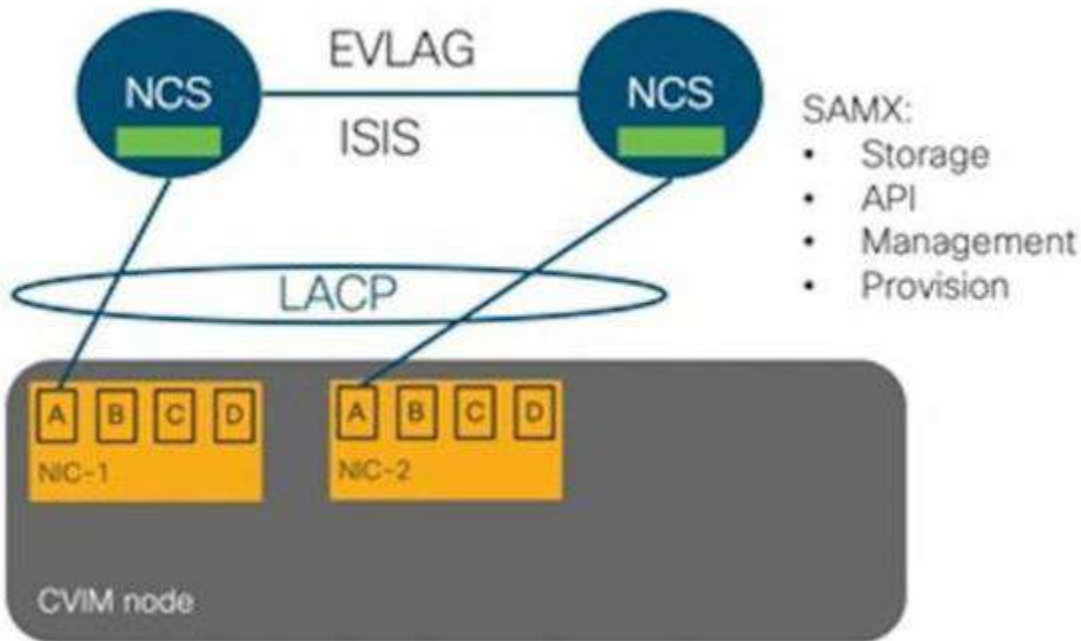 EVLAG
NCS
NCS
ISIS
SAMX:
• Storage
• API
• Management
• Provision
LACP
A B C D
NIC-1
A B C D
NIC-2
CVIM node